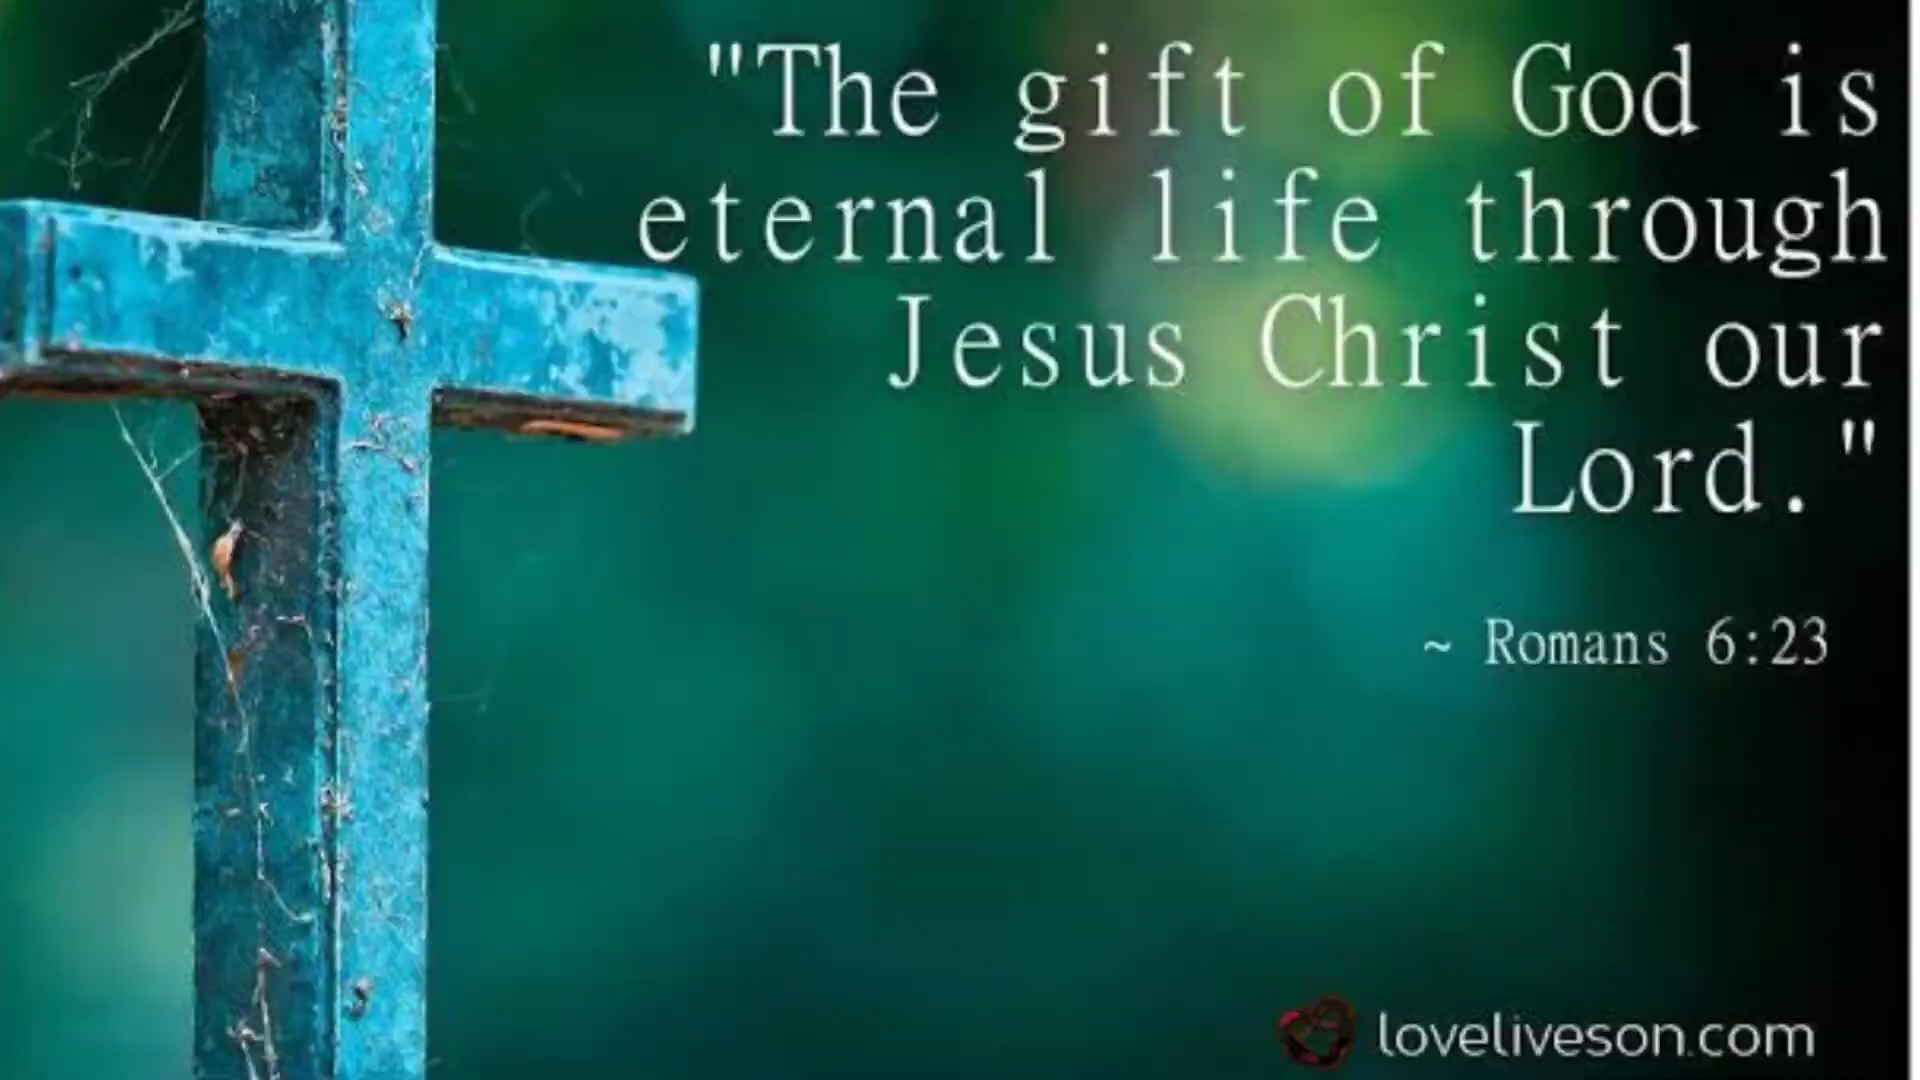 "The gift of God is
eternal life through
Jesus Christ our
Lord."
~ Romans 6:23
loveliveson.com